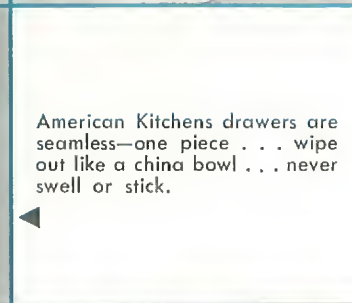 American Kitchens drawers are
seamless—one piece . . . wipe
out like a china bowl . . . never
swell or stick.